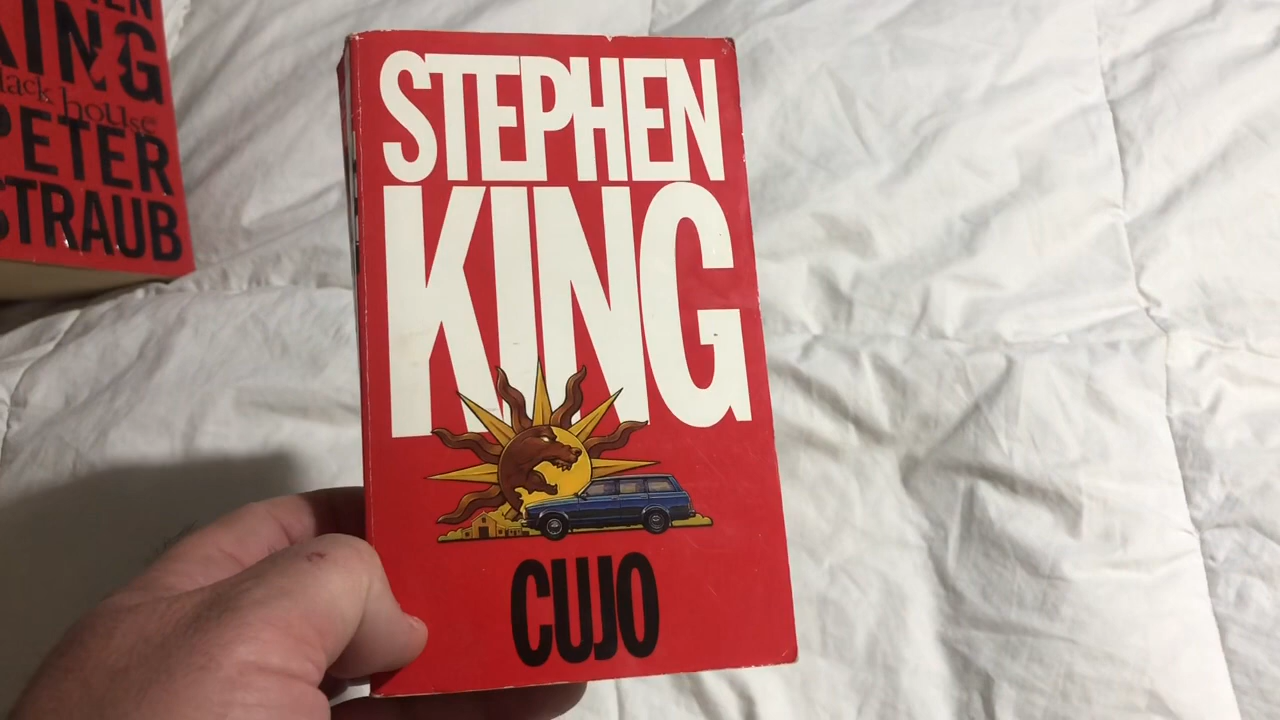 KING
lack house
PETER
STRAUB
STEPHEN
KING
CUJO